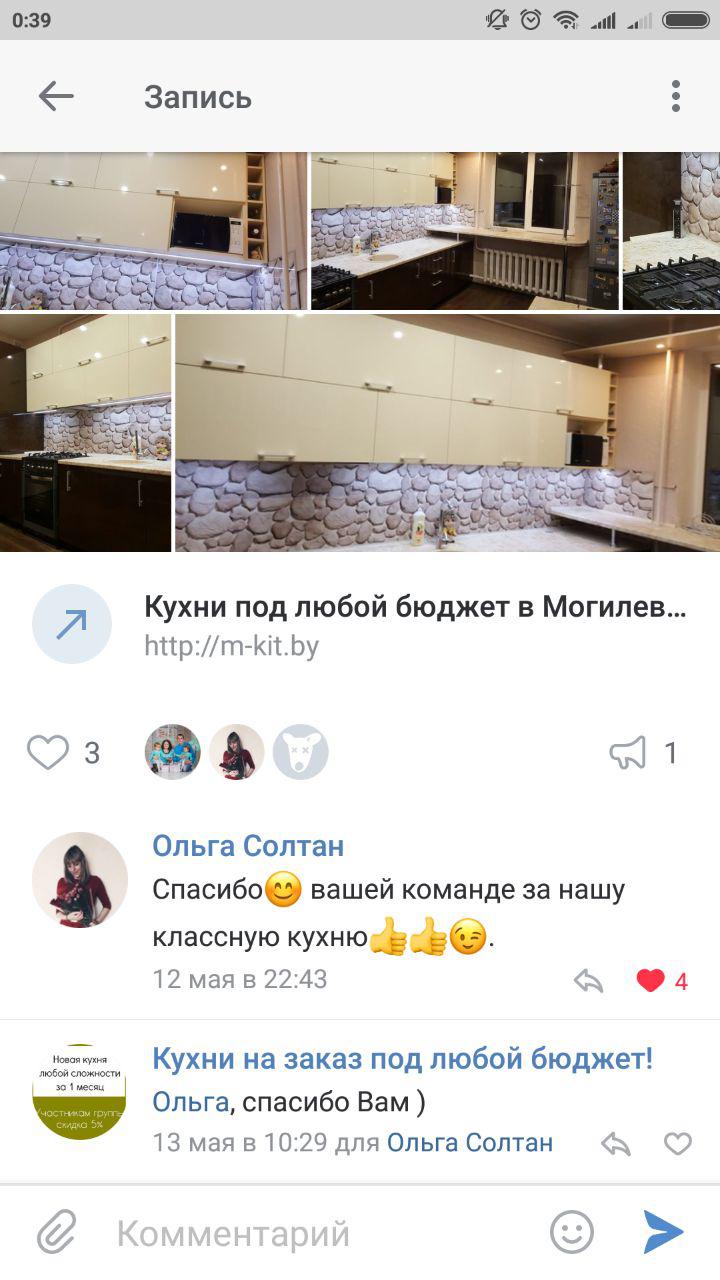 0:39
Запись
Кухни под любой бюджет в Могилев...
http://m-kit.by
3
1
Ольга Солтан
Спасибо😊 вашей команде за нашу
классную кухню👍👍😉.
12 мая в 22:43
4
Новая кухня
любой сложности
за 1 месяц
Участникам группы
скидка 5%
Кухни на заказ под любой бюджет!
Ольга, спасибо Вам )
13 мая в 10:29 для Ольга Солтан
Комментарий